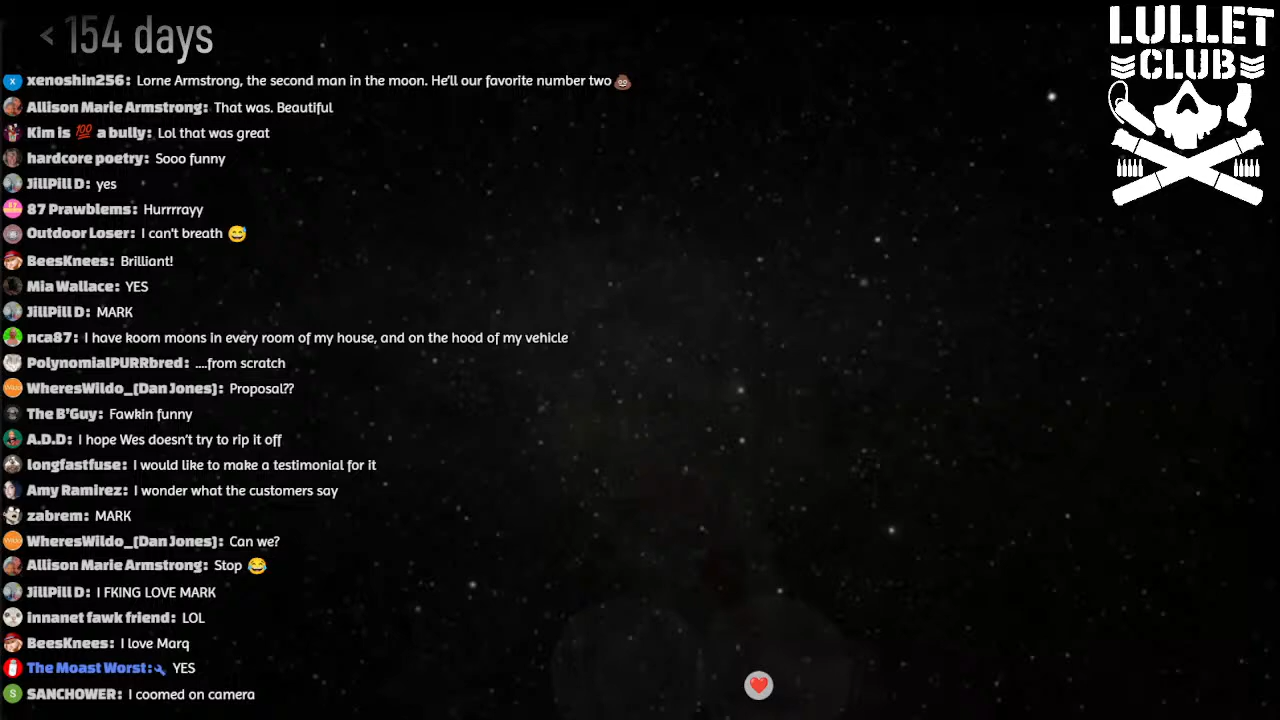 < 154 days
LULLET
CLUB
xenoshin256: Lorne Armstrong, the second man in the moon. He'll our favorite number two 💩
Allison Marie Armstrong: That was. Beautiful
Kim is 💯 a bully: Lol that was great
hardcore poetry: Sooo funny
JillPill D: yes
87 Prawblems: Hurrrrayy
Outdoor Loser: I can't breath 😅
BeesKnees: Brilliant!
Mia Wallace: YES
JillPill D: MARK
nca87: I have koom moons in every room of my house, and on the hood of my vehicle
PolynomialPURRbred: ....from scratch
WheresWildo_(Dan Jones): Proposal??
The B'Guy: Fawkin funny
A.D.D: I hope Wes doesn't try to rip it off
longfastfuse: I would like to make a testimonial for it
Amy Ramirez: I wonder what the customers say
zabrem: MARK
WheresWildo_(Dan Jones): Can we?
Allison Marie Armstrong: Stop 😂
JillPill D: I FKING LOVE MARK
innanet fawk friend: LOL
BeesKnees: I love Marq
The Moast Worst:🔧 YES
SANCHOWER: I coomed on camera